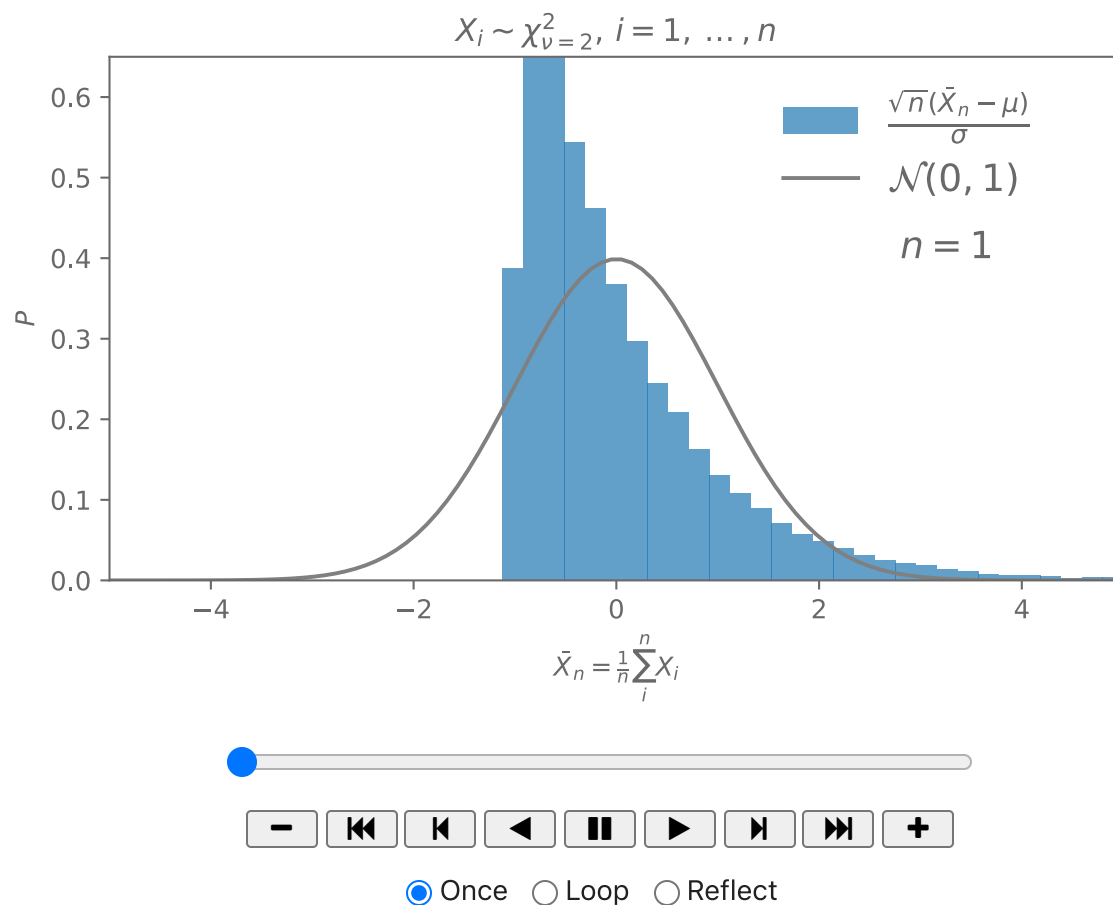 X_i ~ χ²_{ν=2}, i = 1, ..., n
0.6
0.5
0.4
0.3
0.2
0.1
0.0
P
√n(X̄_n − μ)
σ
𝒩(0, 1)
n = 1
−4 −2 0 2 4
X̄_n = 1/n ∑_i^n X_i
Once Loop Reflect